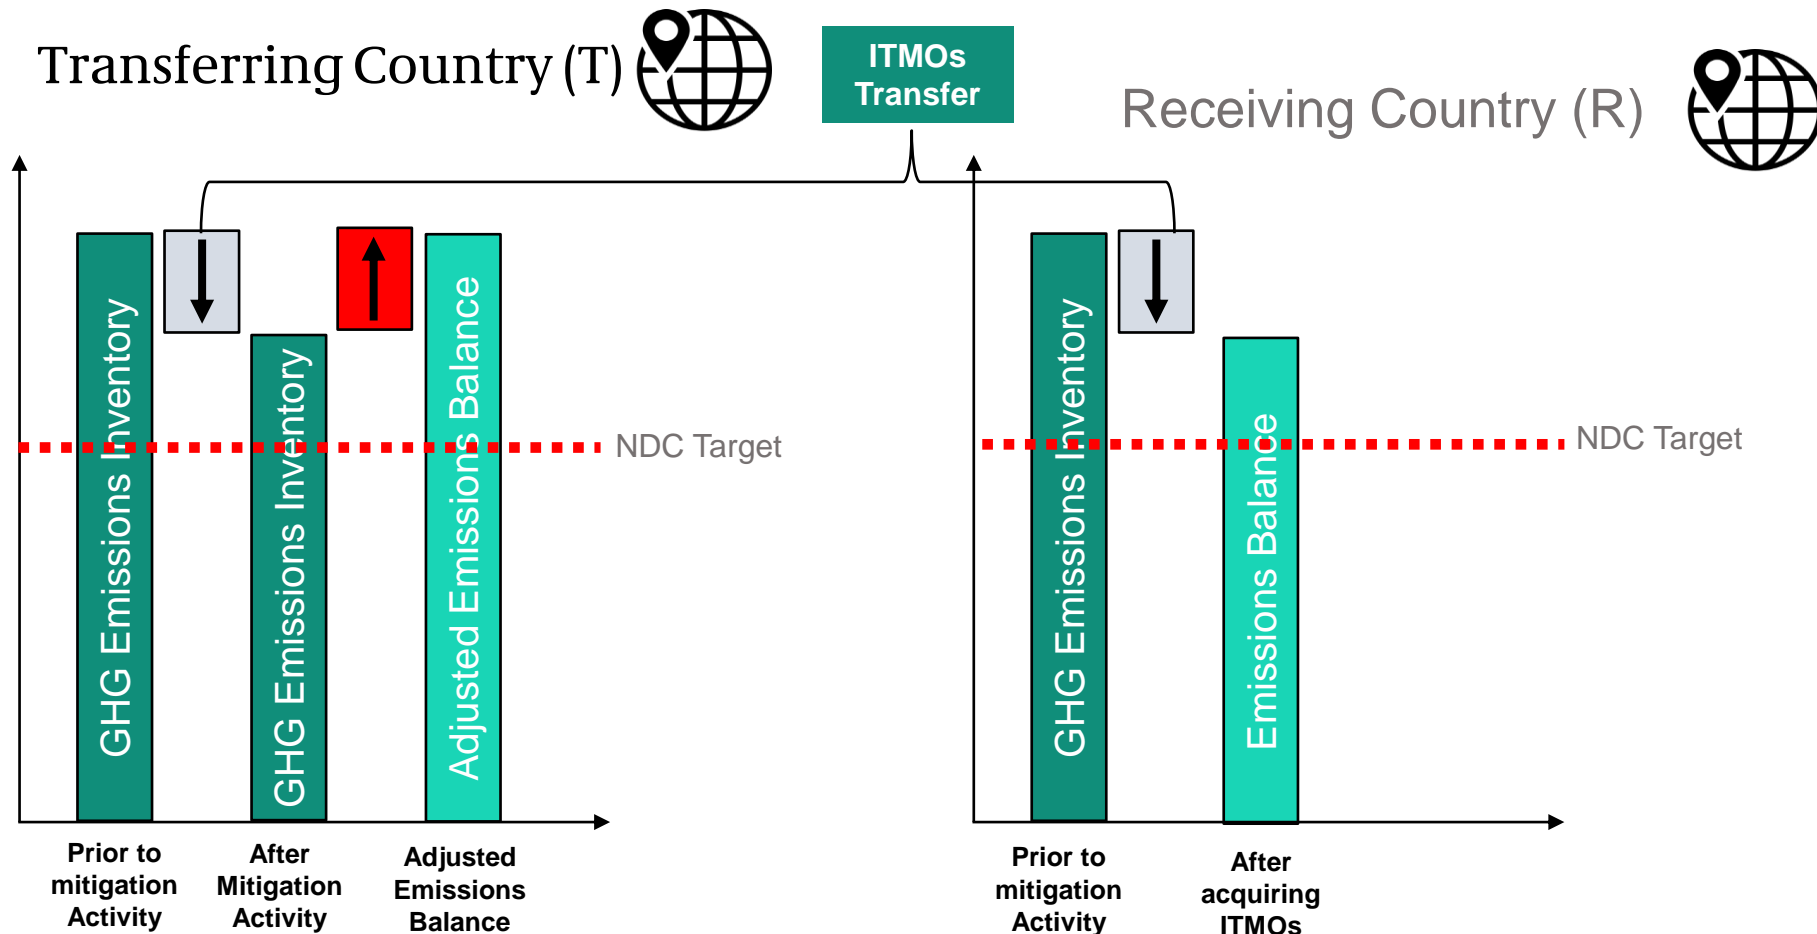 Transferring Country (T)
ITMOs
Transfer
Receiving Country (R)
GHG Emissions Inventory
GHG Emissions Inventory
Adjusted Emissions Balance
NDC Target
Prior to
mitigation
Activity
After
Mitigation
Activity
Adjusted
Emissions
Balance
GHG Emissions Inventory
Emissions Balance
NDC Target
Prior to
mitigation
Activity
After
acquiring
ITMOs